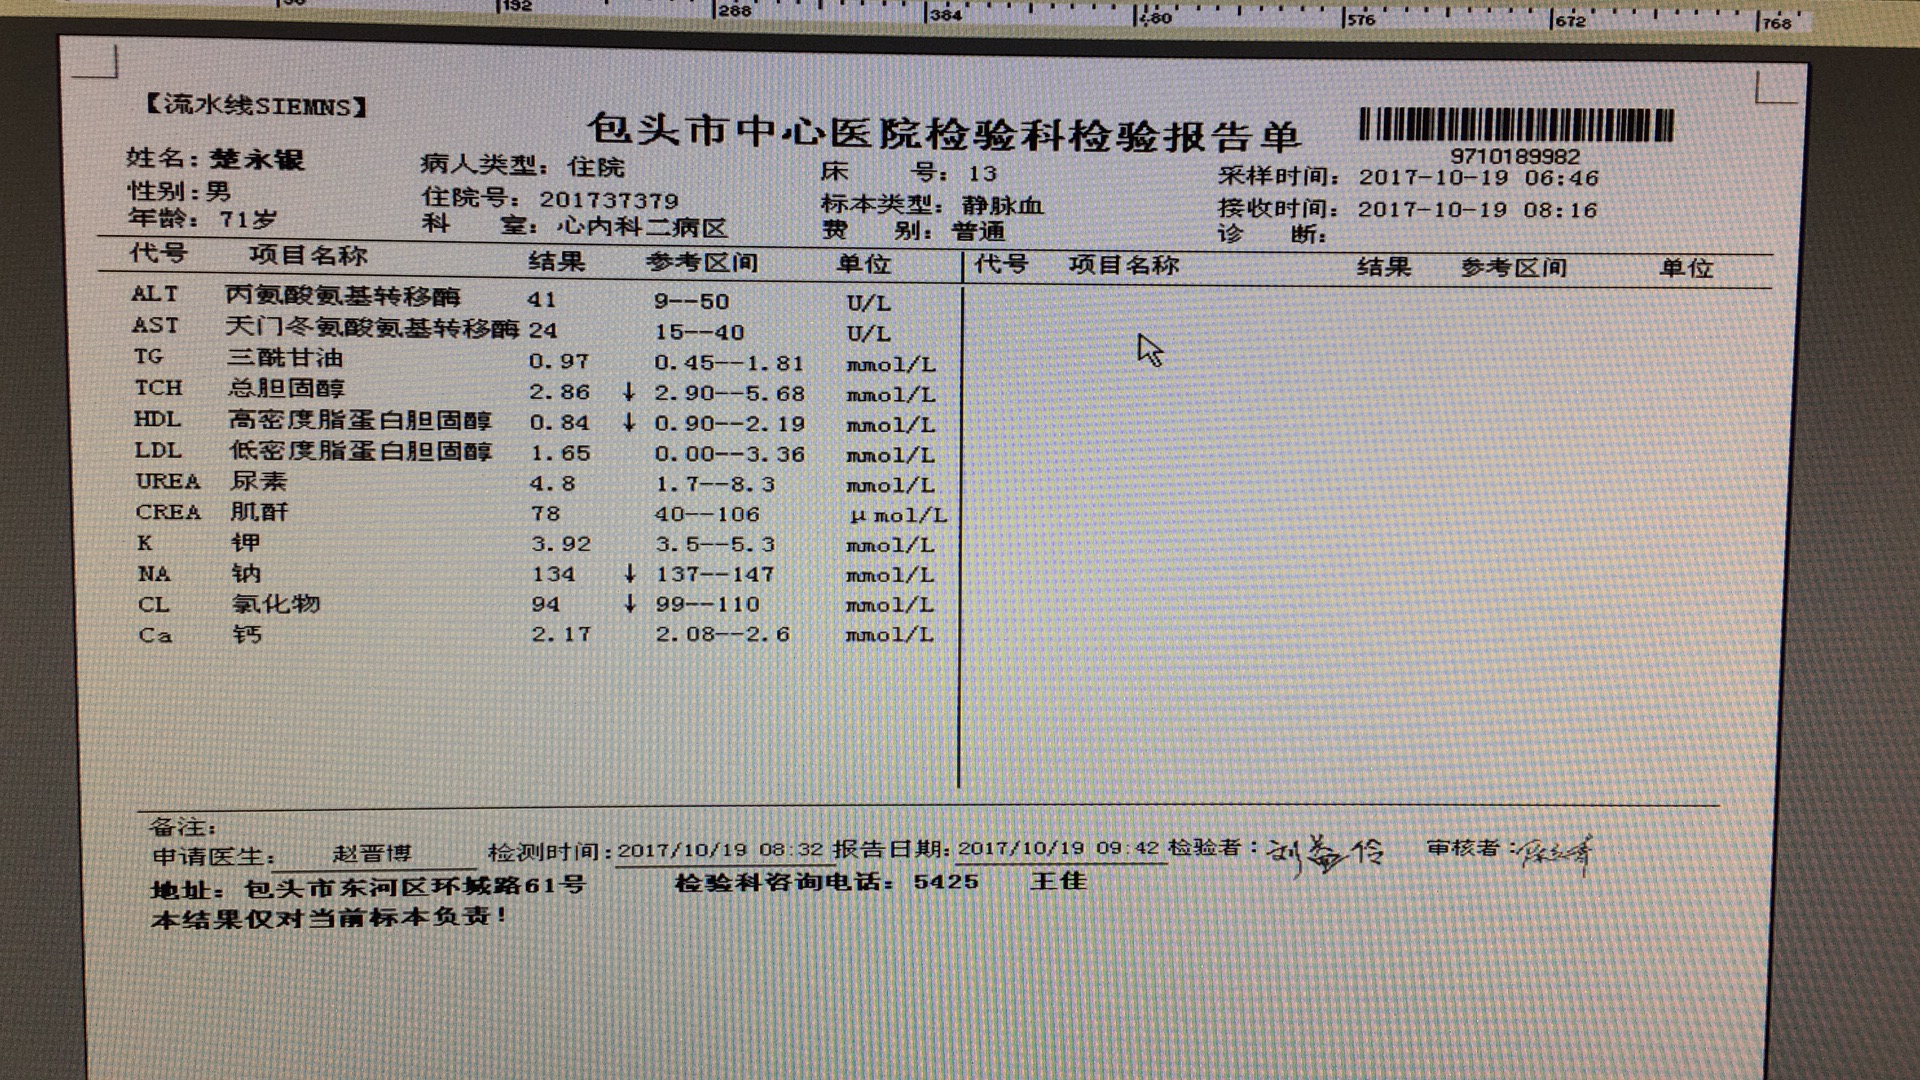 192 288 384 480 576 672 768
【流水线SIEMNS】
包头市中心医院检验科检验报告单
9710189982
姓名: 楚永银 病人类型: 住院 床 号: 13 采样时间: 2017-10-19 06:46
性别: 男 住院号: 201737379 标本类型: 静脉血 接收时间: 2017-10-19 08:16
年龄: 71岁 科 室: 心内科二病区 费 别: 普通 诊 断:
代号 项目名称 结果 参考区间 单位 代号 项目名称 结果 参考区间 单位
ALT 丙氨酸氨基转移酶 41 9--50 U/L
AST 天门冬氨酸氨基转移酶 24 15--40 U/L
TG 三酰甘油 0.97 0.45--1.81 mmol/L
TCH 总胆固醇 2.86 ↓ 2.90--5.68 mmol/L
HDL 高密度脂蛋白胆固醇 0.84 ↓ 0.90--2.19 mmol/L
LDL 低密度脂蛋白胆固醇 1.65 0.00--3.36 mmol/L
UREA 尿素 4.8 1.7--8.3 mmol/L
CREA 肌酐 78 40--106 μmol/L
K 钾 3.92 3.5--5.3 mmol/L
NA 钠 134 ↓ 137--147 mmol/L
CL 氯化物 94 ↓ 99--110 mmol/L
Ca 钙 2.17 2.08--2.6 mmol/L
备注:
申请医生: 赵晋博 检测时间: 2017/10/19 08:32 报告日期: 2017/10/19 09:42 检验者: 审核者:
地址: 包头市东河区环城路61号 检验科咨询电话: 5425 王佳
本结果仅对当前标本负责!